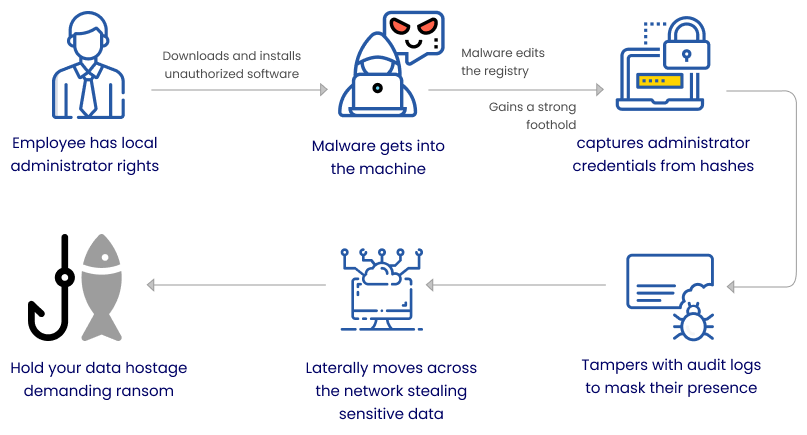 Downloads and installs
unauthorized software
Malware edits
the registry
Gains a strong
foothold
Employee has local
administrator rights
Malware gets into
the machine
captures administrator
credentials from hashes
Tampers with audit logs
to mask their presence
Laterally moves across
the network stealing
sensitive data
Hold your data hostage
demanding ransom